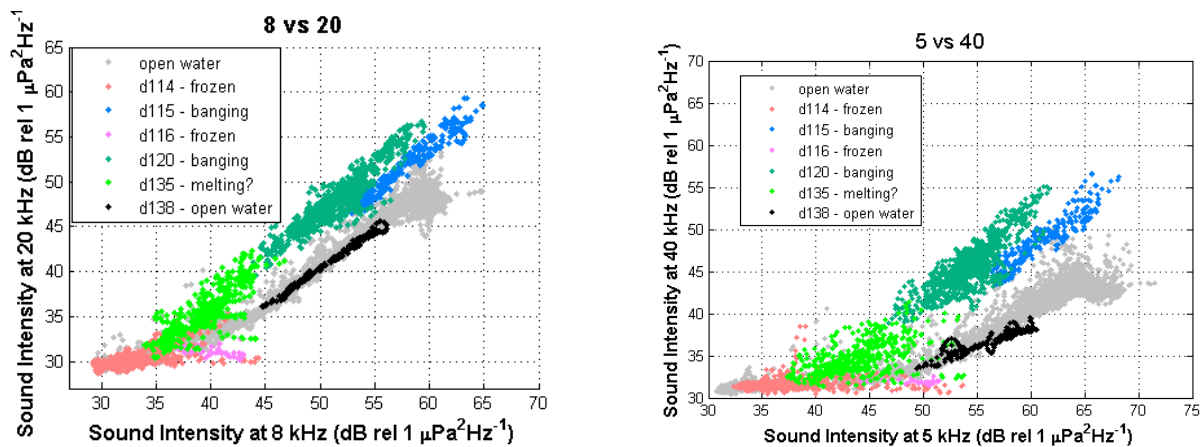 8 vs 20
Sound Intensity at 20 kHz (dB rel 1 μPa²Hz⁻¹)
65
60
55
50
45
40
35
30
open water
d114 - frozen
d115 - banging
d116 - frozen
d120 - banging
d135 - melting?
d138 - open water
30 35 40 45 50 55 60 65 70
Sound Intensity at 8 kHz (dB rel 1 μPa²Hz⁻¹)
5 vs 40
Sound Intensity at 40 kHz (dB rel 1 μPa²Hz⁻¹)
70
65
60
55
50
45
40
35
30
open water
d114 - frozen
d115 - banging
d116 - frozen
d120 - banging
d135 - melting?
d138 - open water
30 35 40 45 50 55 60 65 70 75
Sound Intensity at 5 kHz (dB rel 1 μPa²Hz⁻¹)